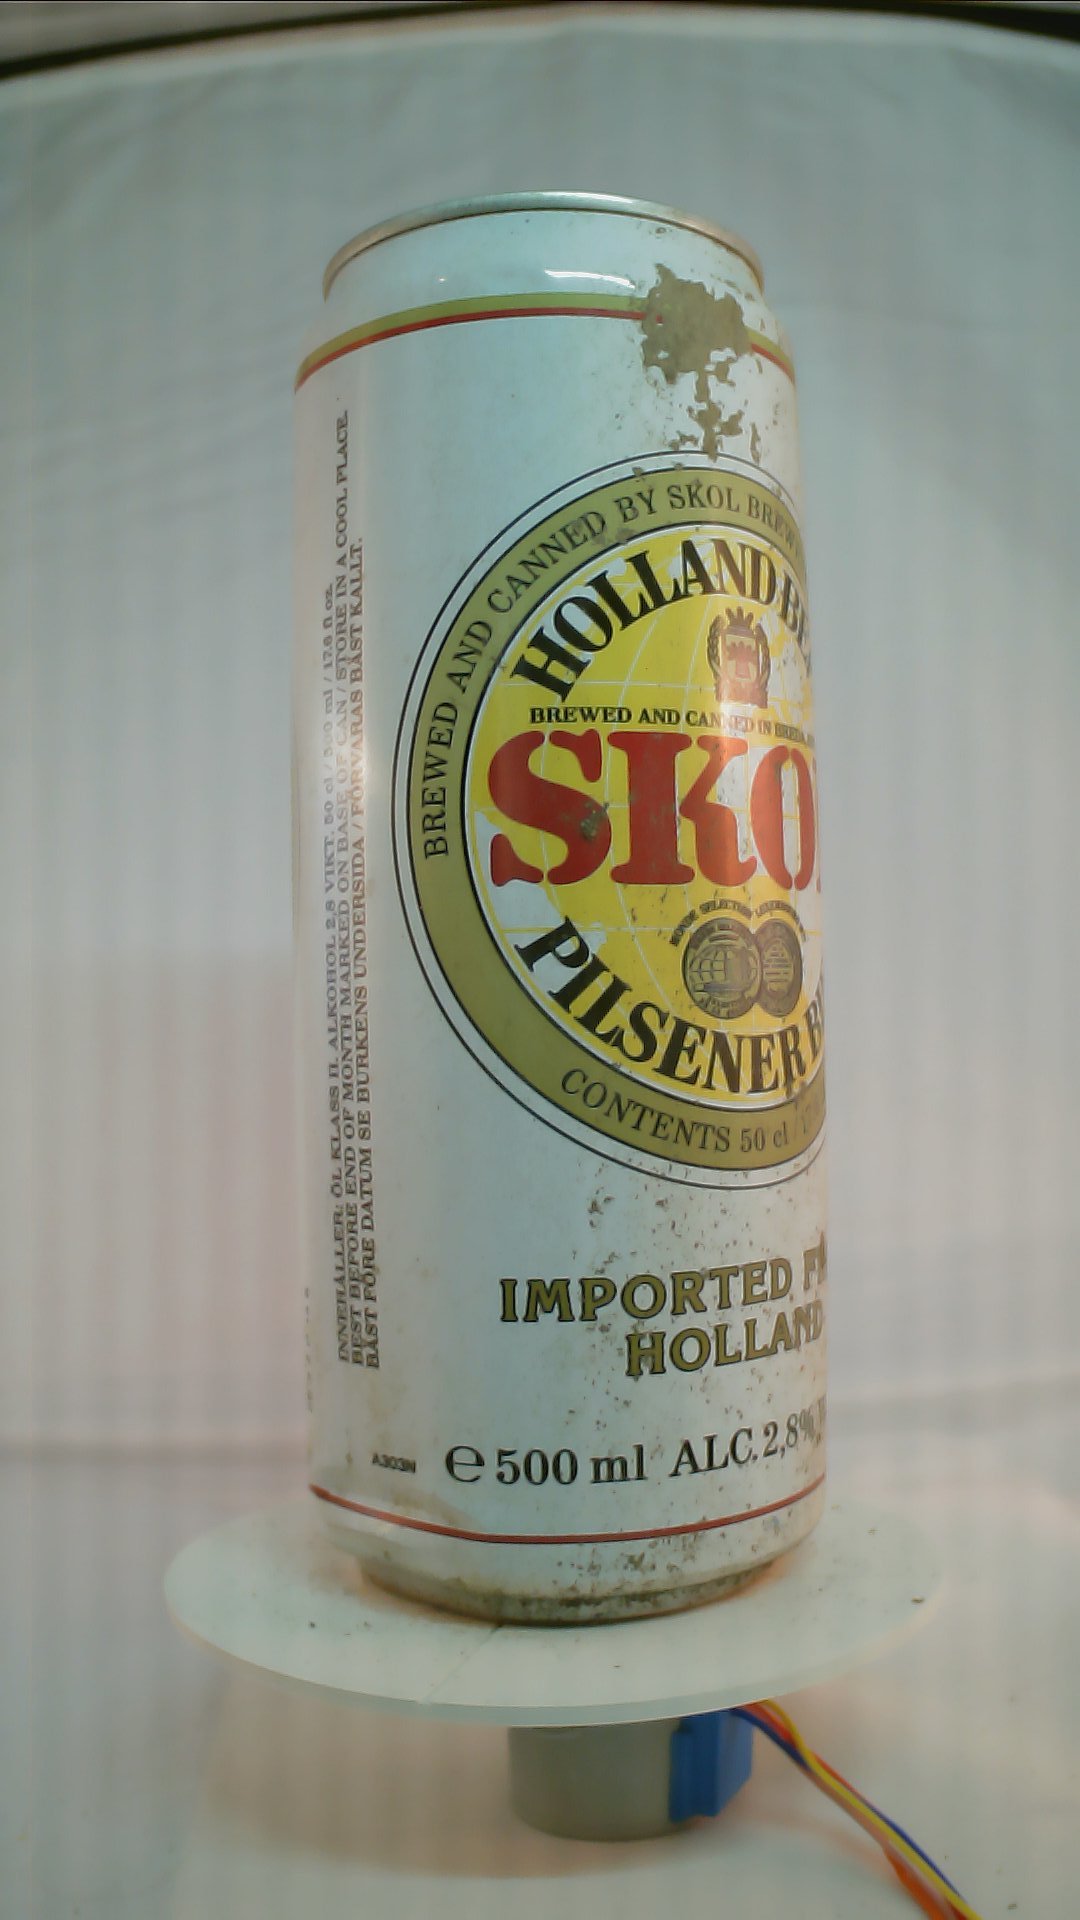 INNEHÅLLER: ÖL KLASS II. ALKOHOL 2,8 VIKT. 50 cl / 500 ml / 17.6 fl oz.
BEST BEFORE END OF MONTH MARKED ON BASE OF CAN / STORE IN A COOL PLACE.
BÄST FÖRE DATUM SE BURKENS UNDERSIDA / FÖRVARAS BÄST KALLT.
BREWED AND CANNED BY SKOL
HOLLAND
BREWED AND CANNED IN
SKOL
PILSENER
CONTENTS 50 cl
IMPORTED
HOLLAND
A303N
e 500 ml ALC. 2,8%